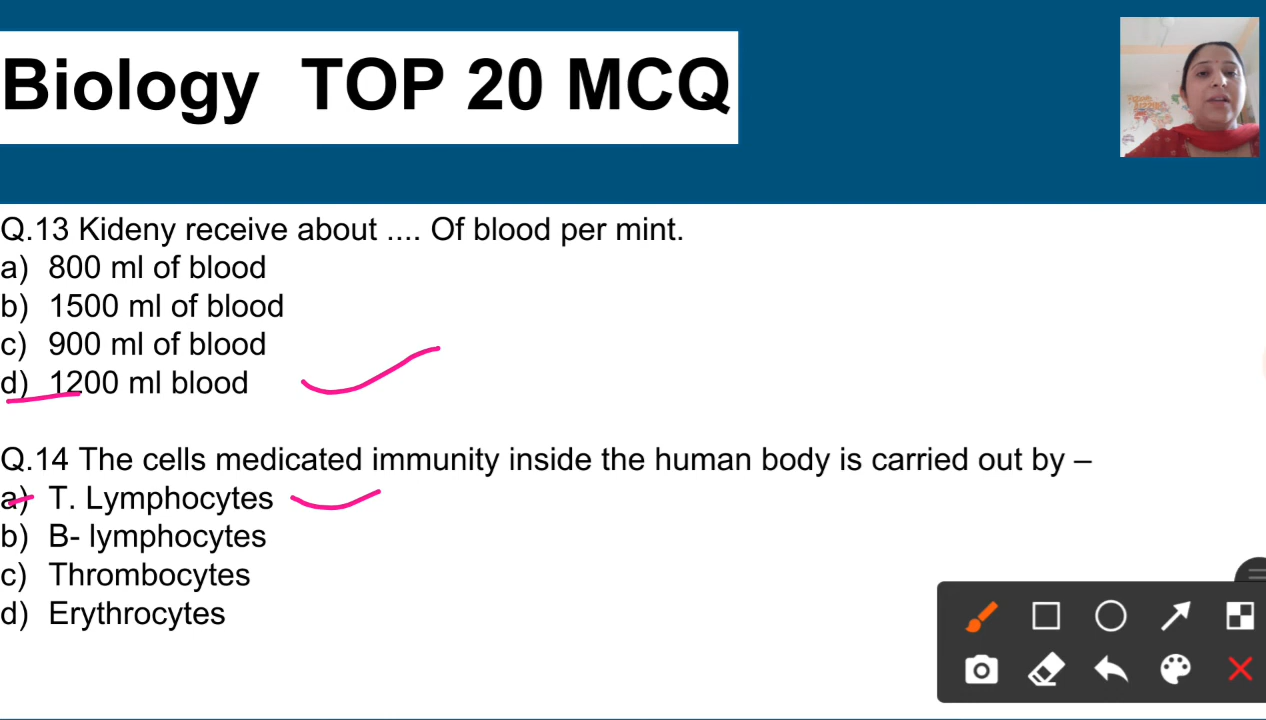 Biology TOP 20 MCQ
Q.13 Kideny receive about .... Of blood per mint.
a) 800 ml of blood
b) 1500 ml of blood
c) 900 ml of blood
d) 1200 ml blood
Q.14 The cells medicated immunity inside the human body is carried out by –
a) T. Lymphocytes
b) B- lymphocytes
c) Thrombocytes
d) Erythrocytes